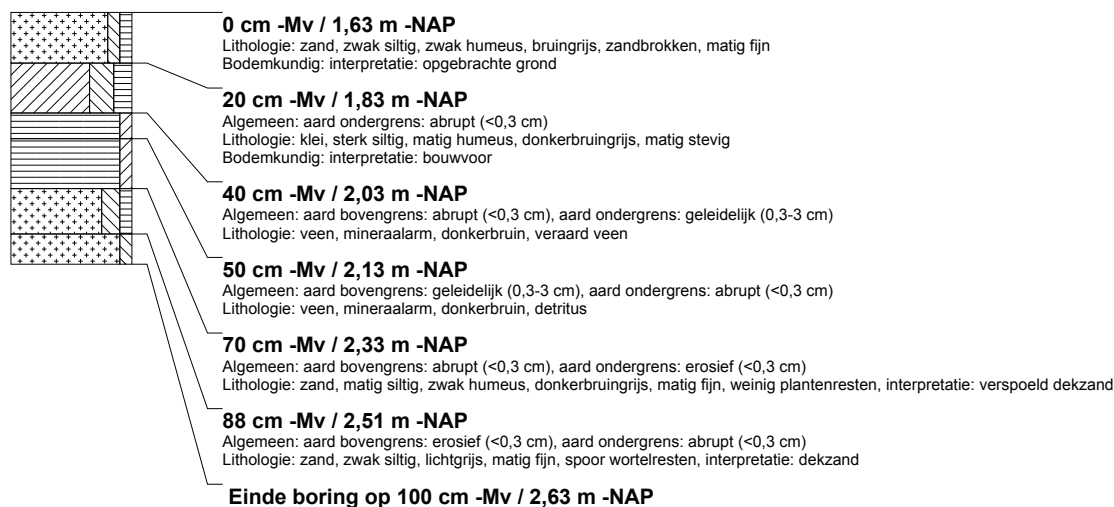 0 cm -Mv / 1,63 m -NAP
Lithologie: zand, zwak siltig, zwak humeus, bruingrijs, zandbrokken, matig fijn
Bodemkundig: interpretatie: opgebrachte grond
20 cm -Mv / 1,83 m -NAP
Algemeen: aard ondergrens: abrupt (<0,3 cm)
Lithologie: klei, sterk siltig, matig humeus, donkerbruingrijs, matig stevig
Bodemkundig: interpretatie: bouwvoor
40 cm -Mv / 2,03 m -NAP
Algemeen: aard bovengrens: abrupt (<0,3 cm), aard ondergrens: geleidelijk (0,3-3 cm)
Lithologie: veen, mineraalarm, donkerbruin, veraard veen
50 cm -Mv / 2,13 m -NAP
Algemeen: aard bovengrens: geleidelijk (0,3-3 cm), aard ondergrens: abrupt (<0,3 cm)
Lithologie: veen, mineraalarm, donkerbruin, detritus
70 cm -Mv / 2,33 m -NAP
Algemeen: aard bovengrens: abrupt (<0,3 cm), aard ondergrens: erosief (<0,3 cm)
Lithologie: zand, matig siltig, zwak humeus, donkerbruingrijs, matig fijn, weinig plantenresten, interpretatie: verspoeld dekzand
88 cm -Mv / 2,51 m -NAP
Algemeen: aard bovengrens: erosief (<0,3 cm), aard ondergrens: abrupt (<0,3 cm)
Lithologie: zand, zwak siltig, lichtgrijs, matig fijn, spoor wortelresten, interpretatie: dekzand
Einde boring op 100 cm -Mv / 2,63 m -NAP